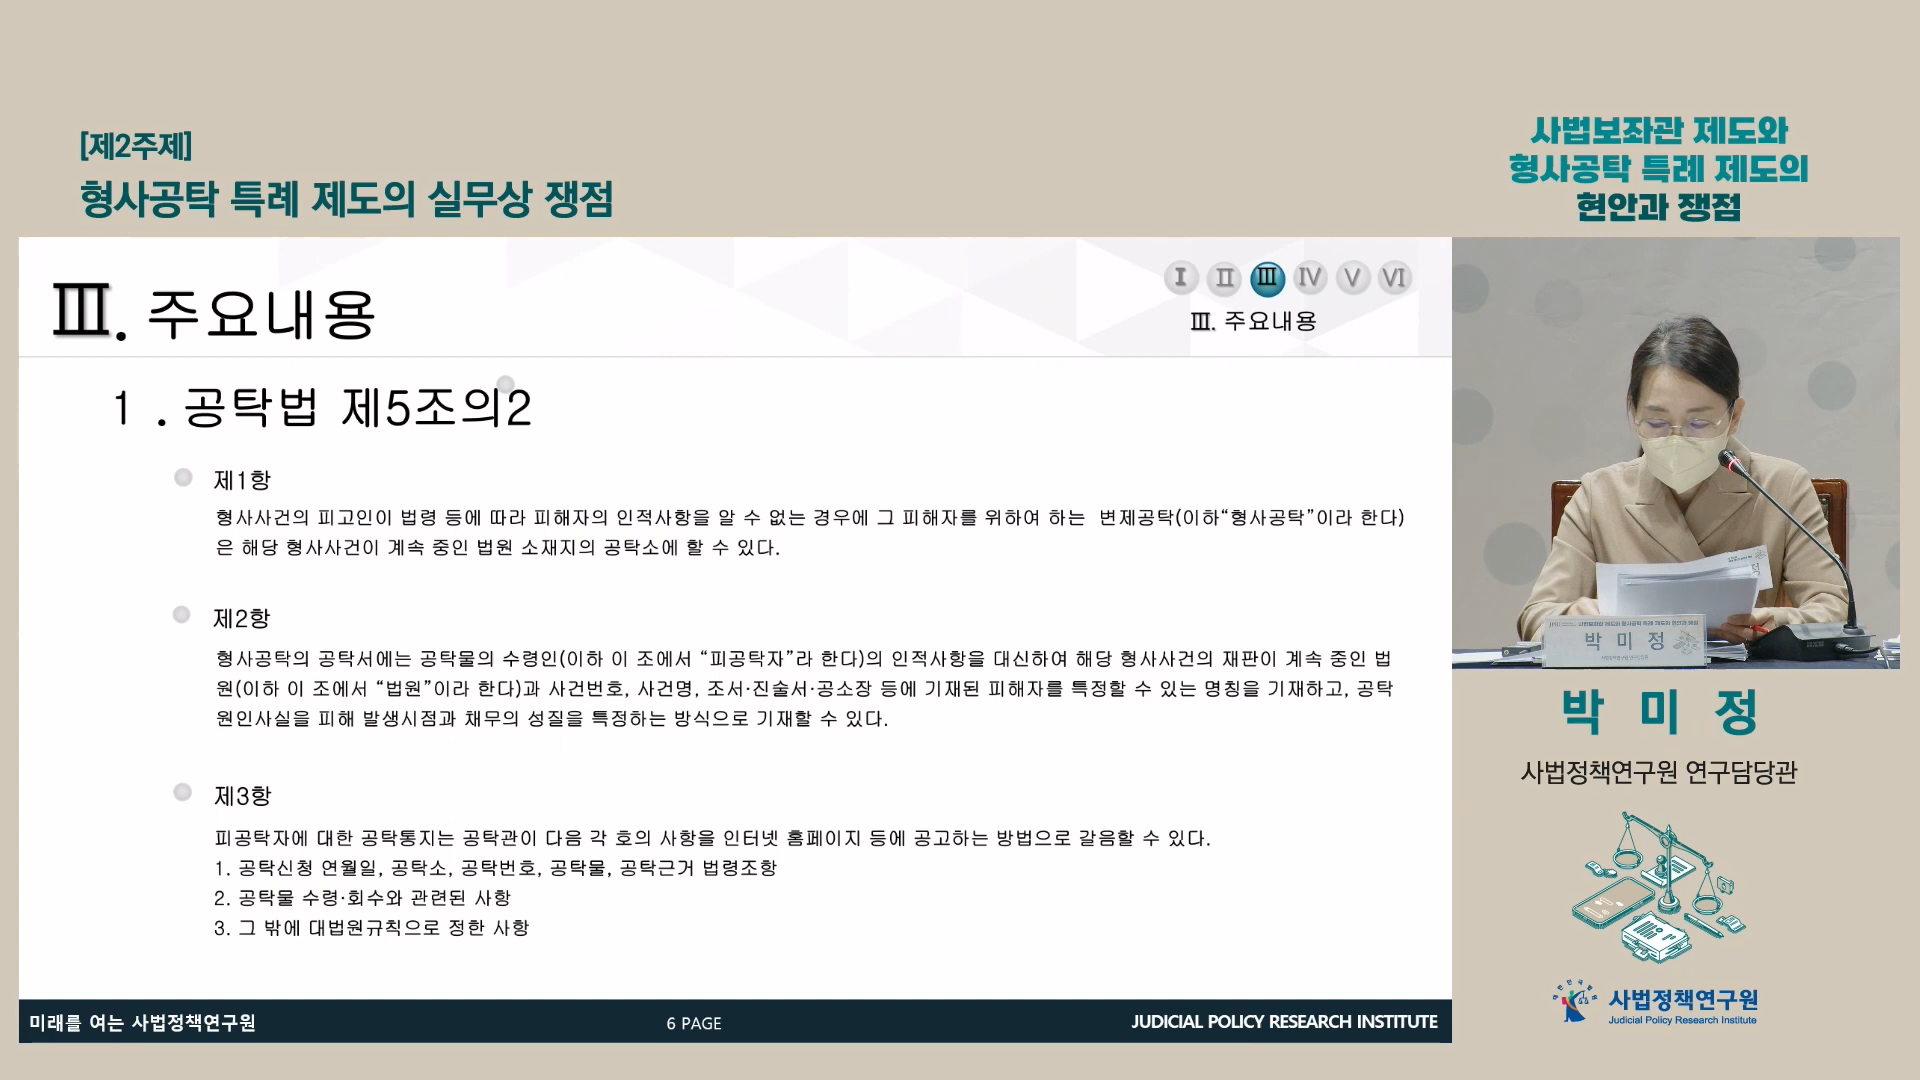 [제2주제]
형사공탁 특례 제도의 실무상 쟁점
사법보좌관 제도와
형사공탁 특례 제도의
현안과 쟁점
Ⅲ. 주요내용
Ⅰ Ⅱ Ⅲ Ⅳ Ⅴ Ⅵ
Ⅲ. 주요내용
1 . 공탁법 제5조의2
제1항
형사사건의 피고인이 법령 등에 따라 피해자의 인적사항을 알 수 없는 경우에 그 피해자를 위하여 하는 변제공탁(이하“형사공탁”이라 한다)
은 해당 형사사건이 계속 중인 법원 소재지의 공탁소에 할 수 있다.
제2항
형사공탁의 공탁서에는 공탁물의 수령인(이하 이 조에서 “피공탁자”라 한다)의 인적사항을 대신하여 해당 형사사건의 재판이 계속 중인 법
원(이하 이 조에서 “법원”이라 한다)과 사건번호, 사건명, 조서·진술서·공소장 등에 기재된 피해자를 특정할 수 있는 명칭을 기재하고, 공탁
원인사실을 피해 발생시점과 채무의 성질을 특정하는 방식으로 기재할 수 있다.
제3항
피공탁자에 대한 공탁통지는 공탁관이 다음 각 호의 사항을 인터넷 홈페이지 등에 공고하는 방법으로 갈음할 수 있다.
1. 공탁신청 연월일, 공탁소, 공탁번호, 공탁물, 공탁근거 법령조항
2. 공탁물 수령·회수와 관련된 사항
3. 그 밖에 대법원규칙으로 정한 사항
미래를 여는 사법정책연구원
6 PAGE
JUDICIAL POLICY RESEARCH INSTITUTE
박 미 정
박 미 정
사법정책연구원 연구담당관
사법정책연구원
Judicial Policy Research Institute